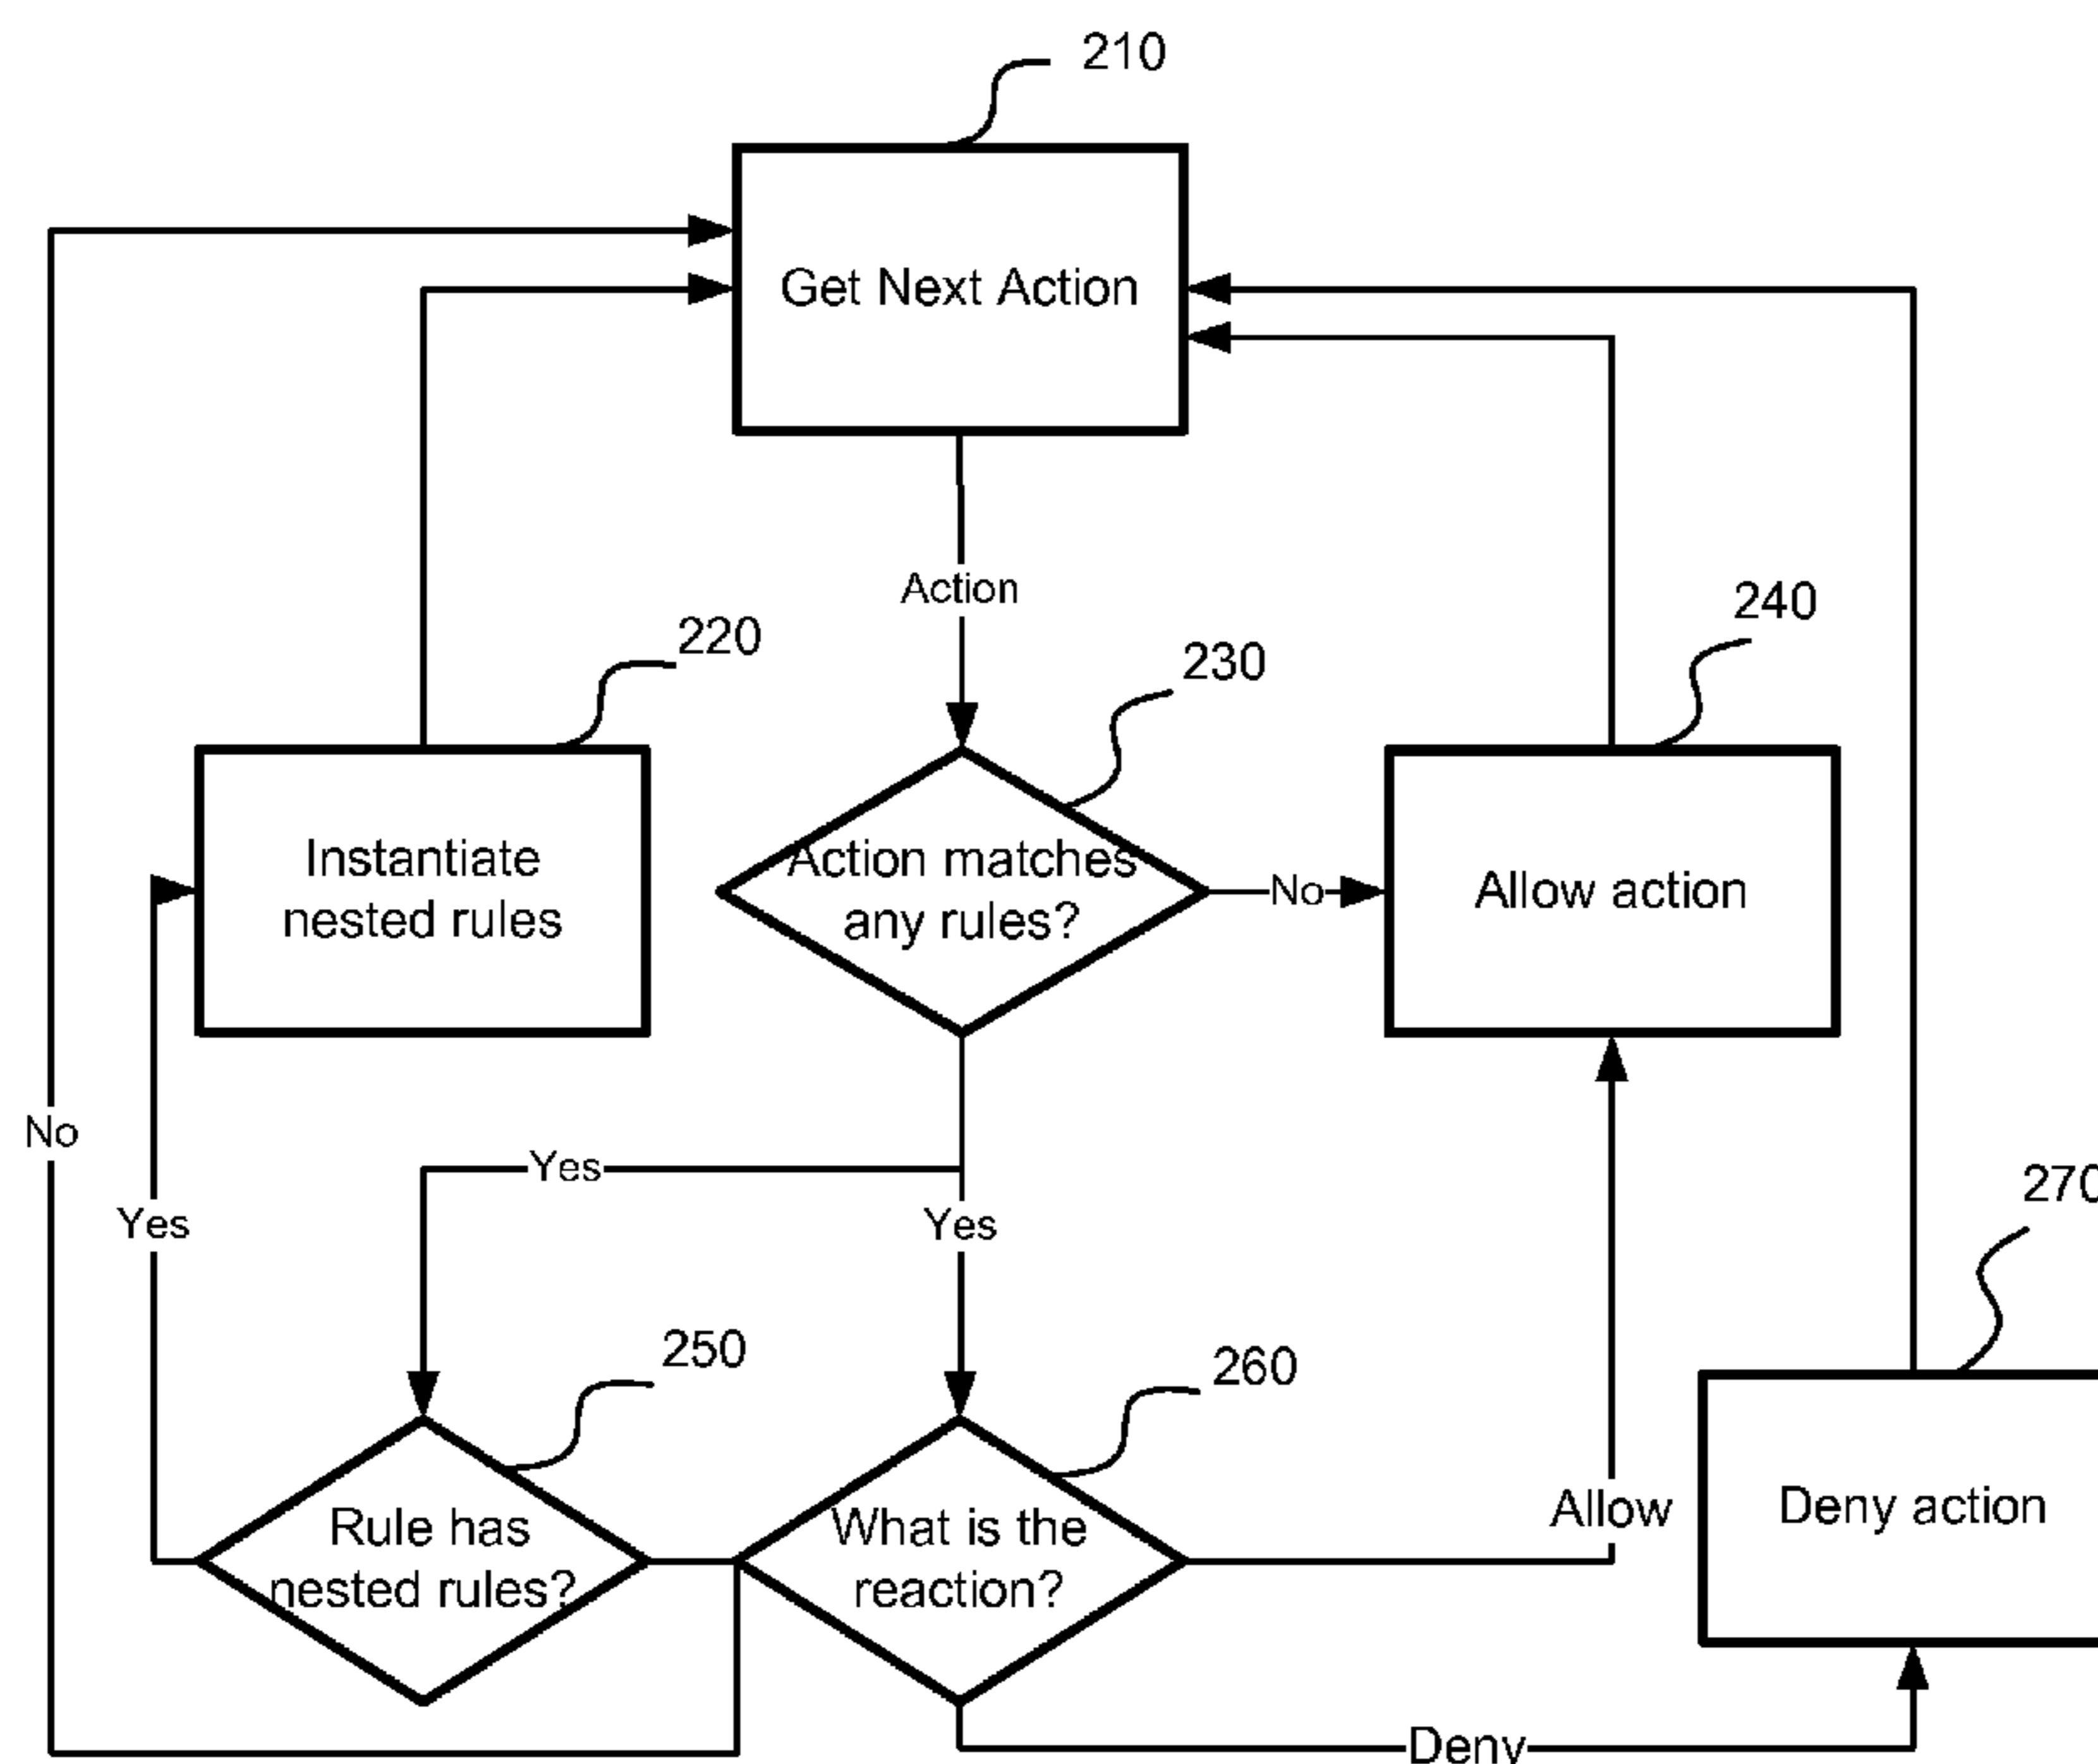 210
Get Next Action
Action
220
230
240
Instantiate
nested rules
Action matches
any rules?
No
Allow action
No
Yes
Yes
Yes
270
250
260
Rule has
nested rules?
What is the
reaction?
Allow
Deny action
Deny